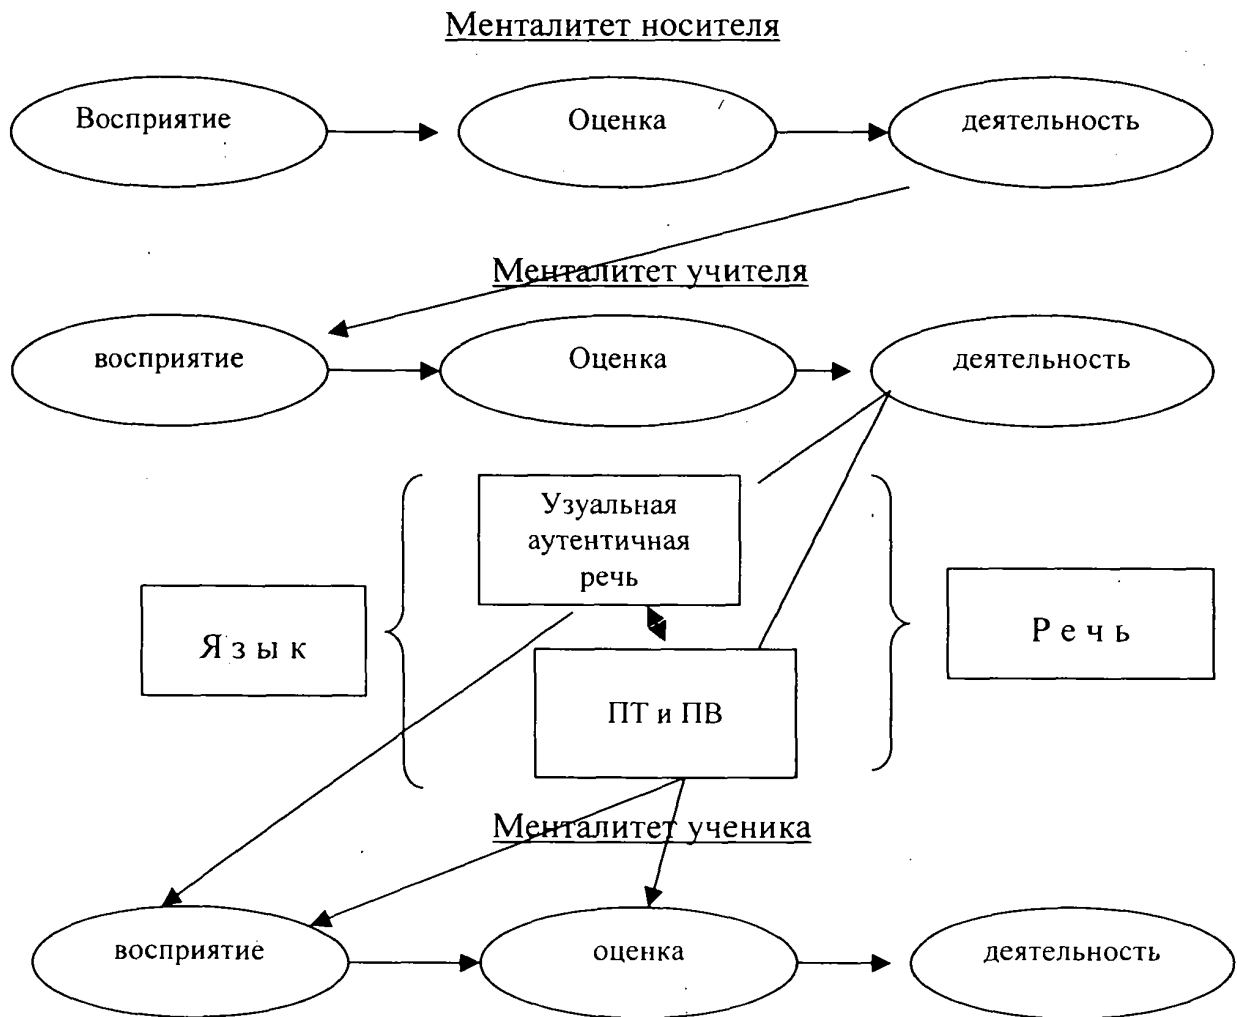 Менталитет носителя
Восприятие
Оценка
деятельность
Менталитет учителя
восприятие
Оценка
деятельность
Узуальная
аутентичная
речь
Я з ы к
Р е ч ь
ПТ и ПВ
Менталитет ученика
восприятие
оценка
деятельность